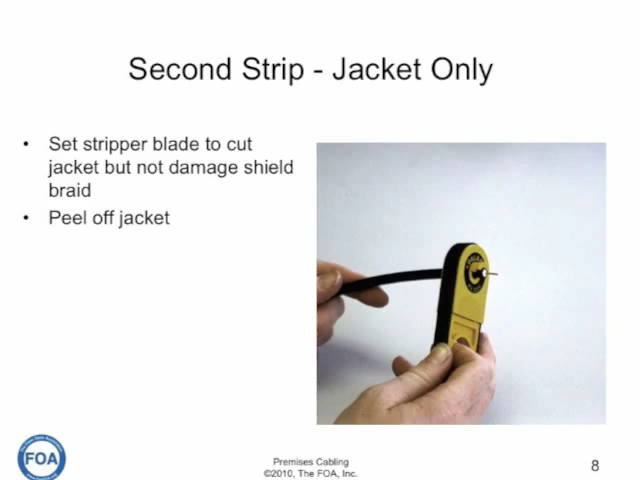 Second Strip - Jacket Only
• Set stripper blade to cut
jacket but not damage shield
braid
• Peel off jacket
FOA
Premises Cabling
©2010, The FOA, Inc.
8